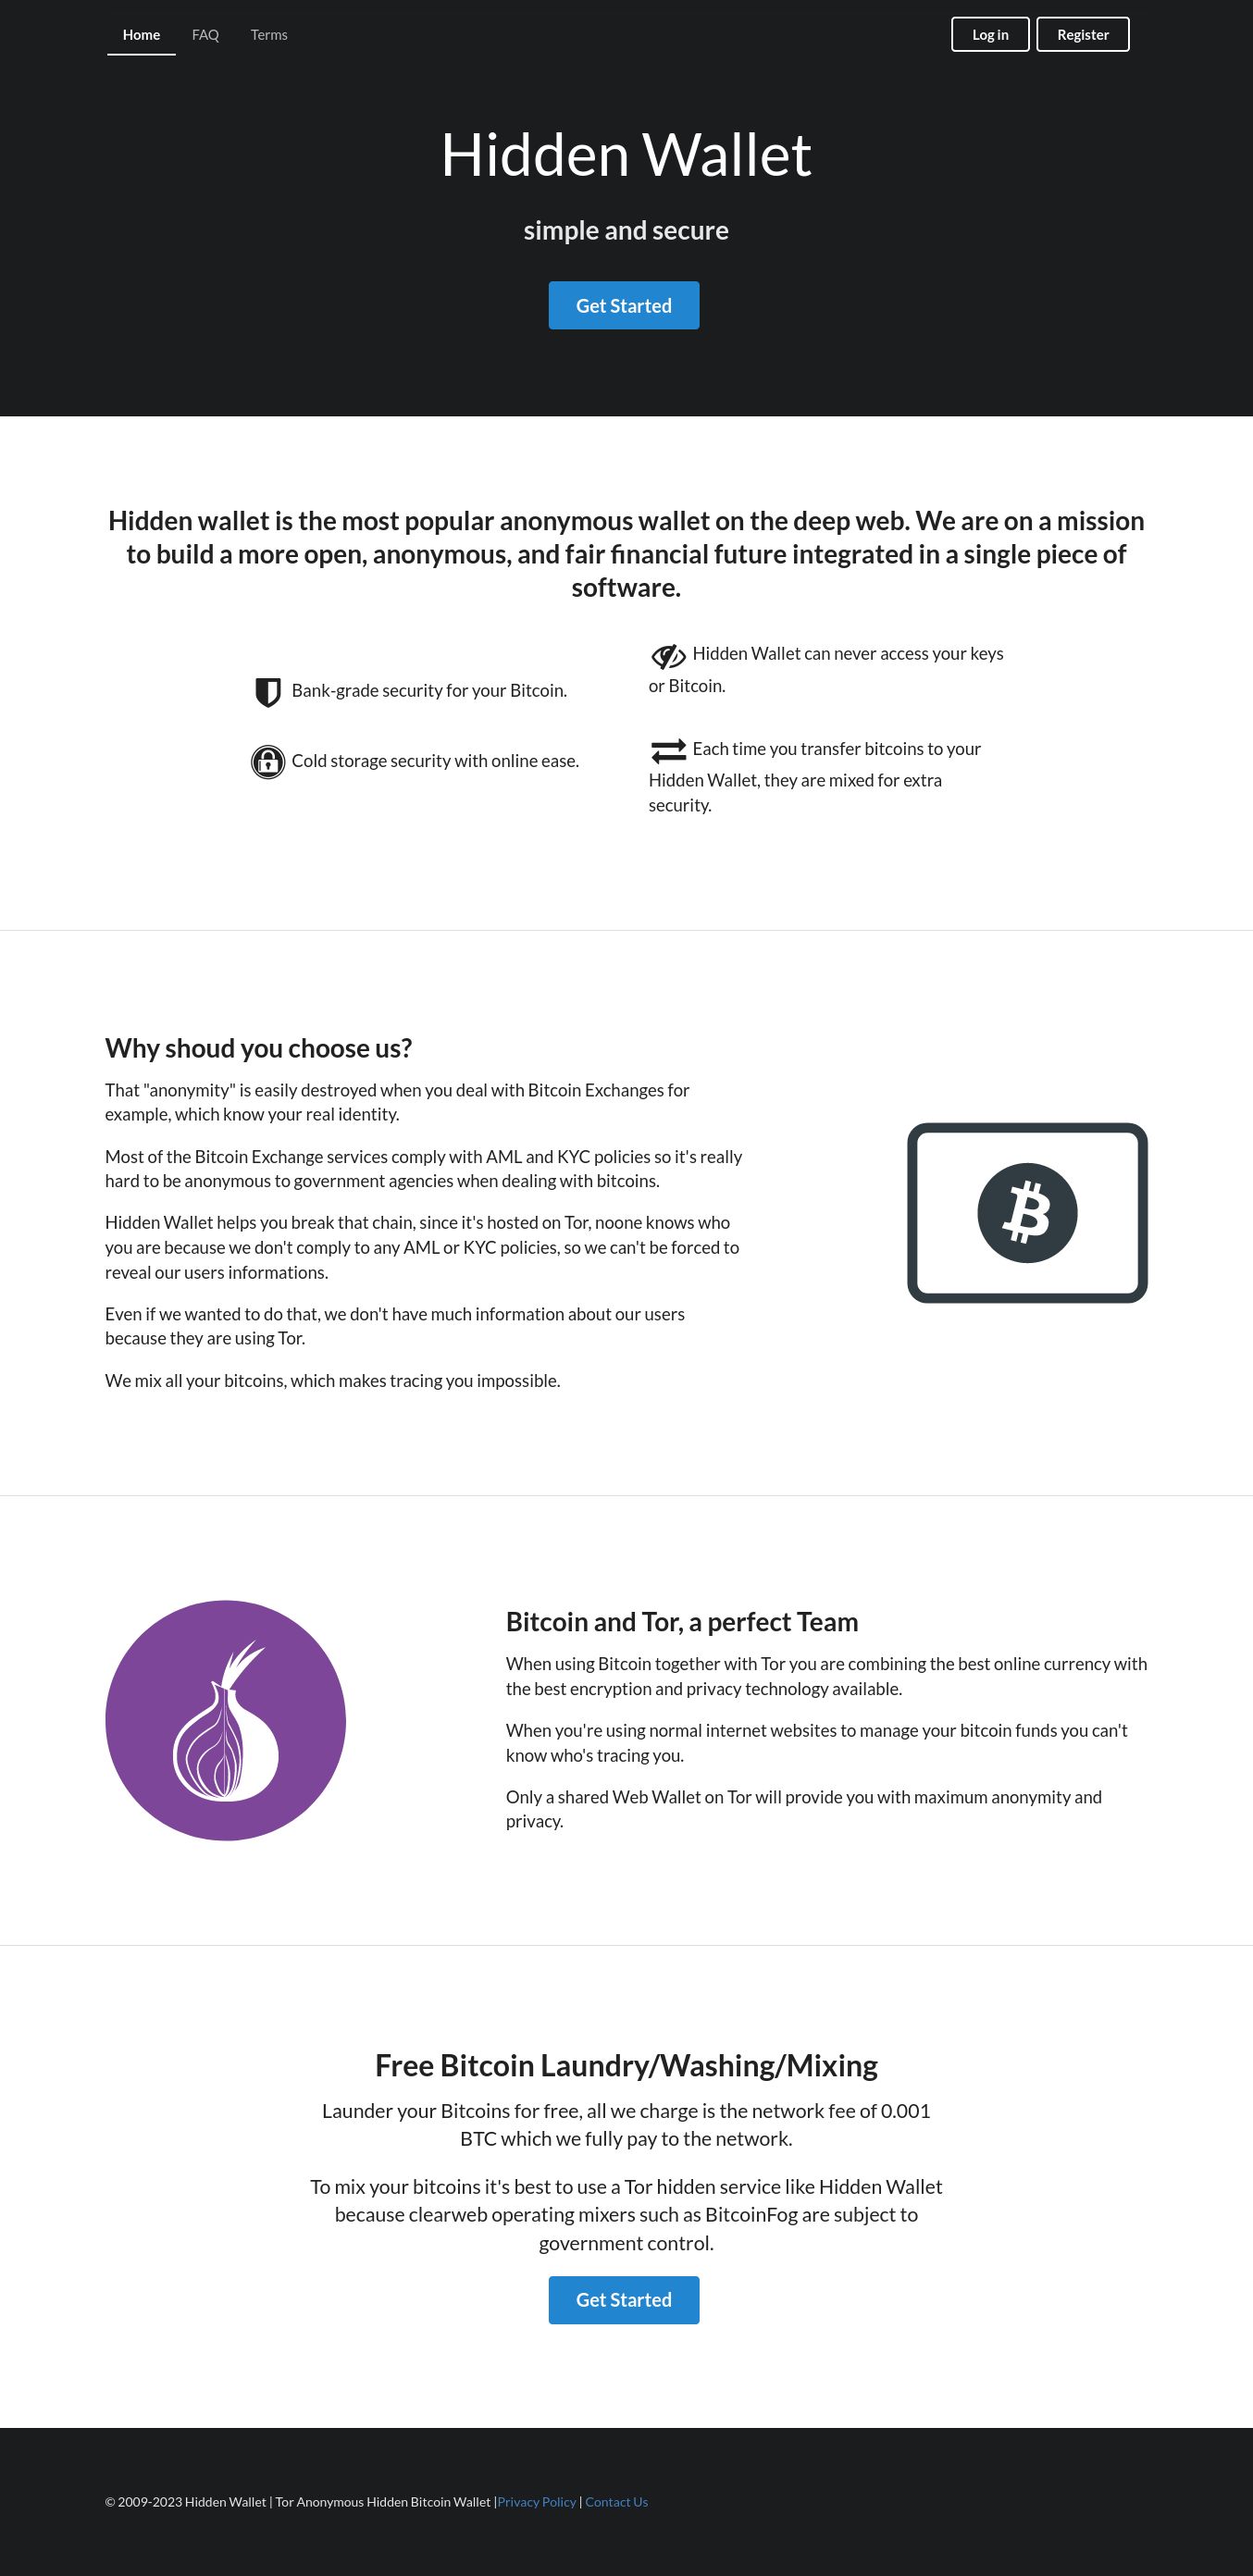 Home FAQ Terms Log in Register
Hidden Wallet
simple and secure
Get Started
Hidden wallet is the most popular anonymous wallet on the deep web. We are on a mission
to build a more open, anonymous, and fair financial future integrated in a single piece of
software.
Bank-grade security for your Bitcoin.
Cold storage security with online ease.
Hidden Wallet can never access your keys
or Bitcoin.
Each time you transfer bitcoins to your
Hidden Wallet, they are mixed for extra
security.
Why shoud you choose us?
That "anonymity" is easily destroyed when you deal with Bitcoin Exchanges for
example, which know your real identity.
Most of the Bitcoin Exchange services comply with AML and KYC policies so it's really
hard to be anonymous to government agencies when dealing with bitcoins.
Hidden Wallet helps you break that chain, since it's hosted on Tor, noone knows who
you are because we don't comply to any AML or KYC policies, so we can't be forced to
reveal our users informations.
Even if we wanted to do that, we don't have much information about our users
because they are using Tor.
We mix all your bitcoins, which makes tracing you impossible.
Bitcoin and Tor, a perfect Team
When using Bitcoin together with Tor you are combining the best online currency with
the best encryption and privacy technology available.
When you're using normal internet websites to manage your bitcoin funds you can't
know who's tracing you.
Only a shared Web Wallet on Tor will provide you with maximum anonymity and
privacy.
Free Bitcoin Laundry/Washing/Mixing
Launder your Bitcoins for free, all we charge is the network fee of 0.001
BTC which we fully pay to the network.
To mix your bitcoins it's best to use a Tor hidden service like Hidden Wallet
because clearweb operating mixers such as BitcoinFog are subject to
government control.
Get Started
© 2009-2023 Hidden Wallet | Tor Anonymous Hidden Bitcoin Wallet |Privacy Policy | Contact Us